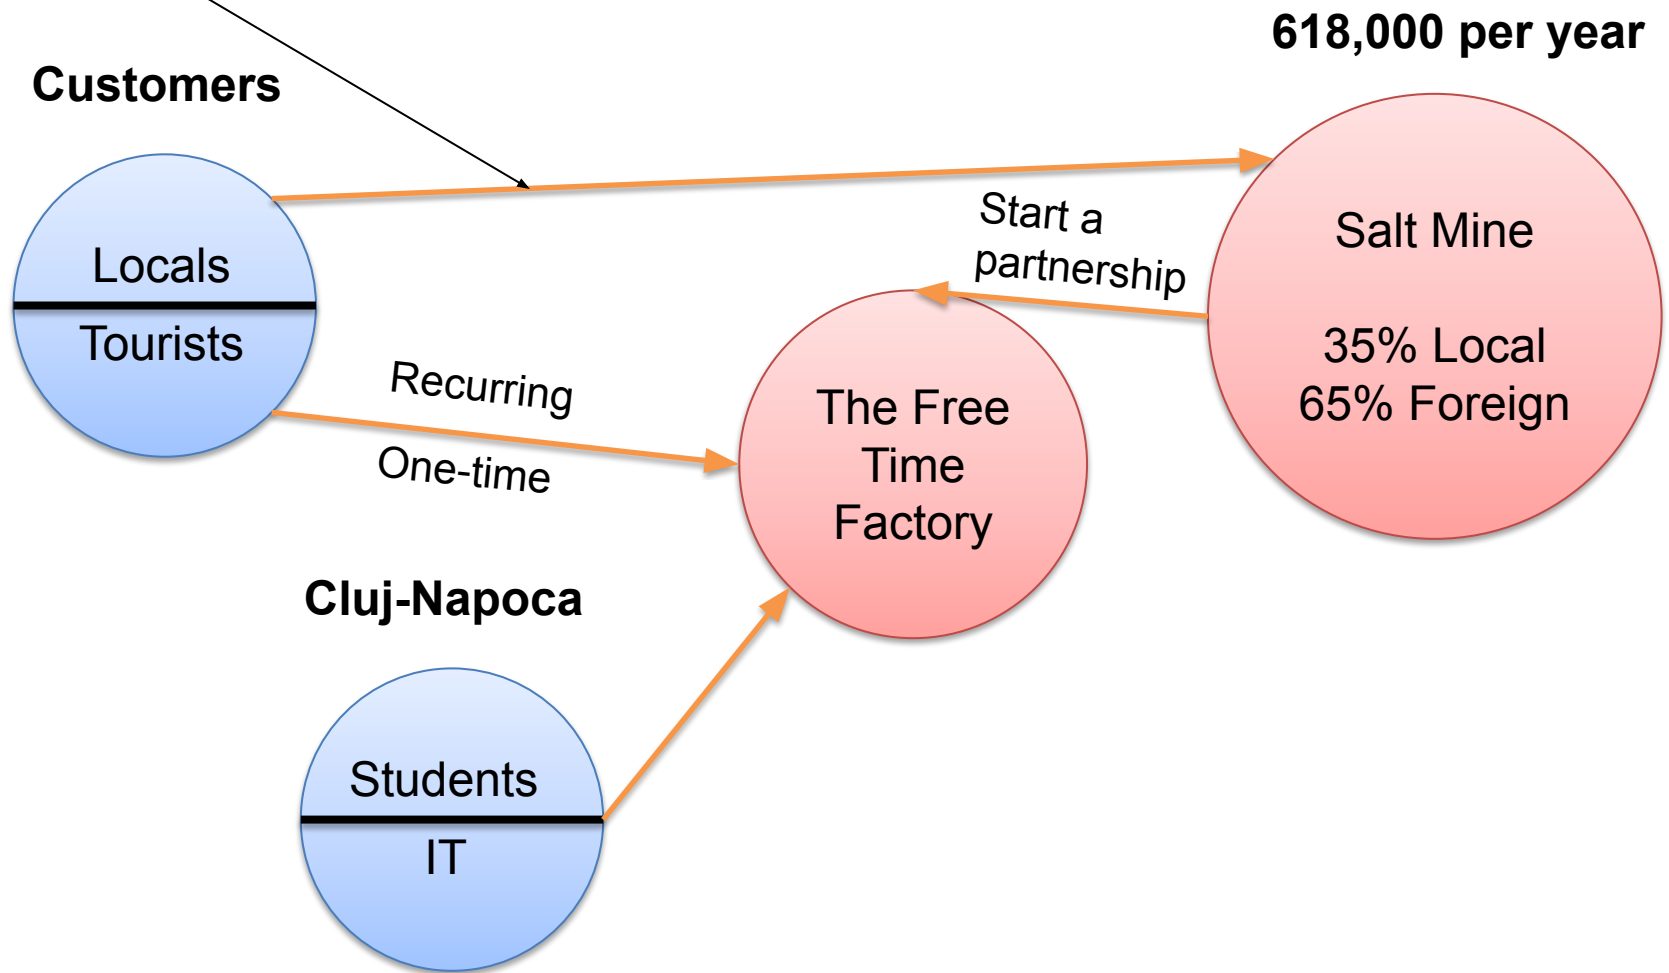 618,000 per year
Customers
Locals
Tourists
Start a
partnership
Salt Mine
35% Local
65% Foreign
Recurring
One-time
The Free
Time
Factory
Cluj-Napoca
Students
IT